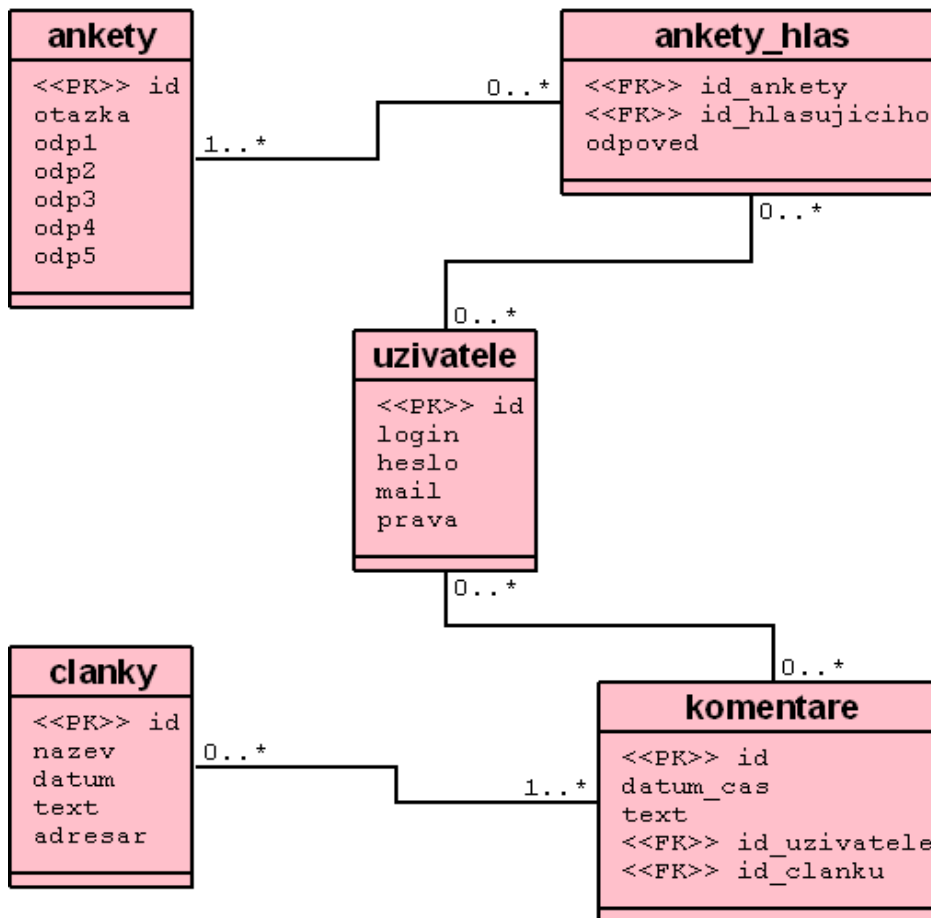 ankety
<<PK>> id
otazka
odp1
odp2
odp3
odp4
odp5
1..*
0..*
ankety_hlas
<<FK>> id_ankety
<<FK>> id_hlasujiciho
odpoved
0..*
0..*
uzivatele
<<PK>> id
login
heslo
mail
prava
0..*
0..*
clanky
<<PK>> id
nazev
datum
text
adresar
0..*
1..*
komentare
<<PK>> id
datum_cas
text
<<FK>> id_uzivatele
<<FK>> id_clanku